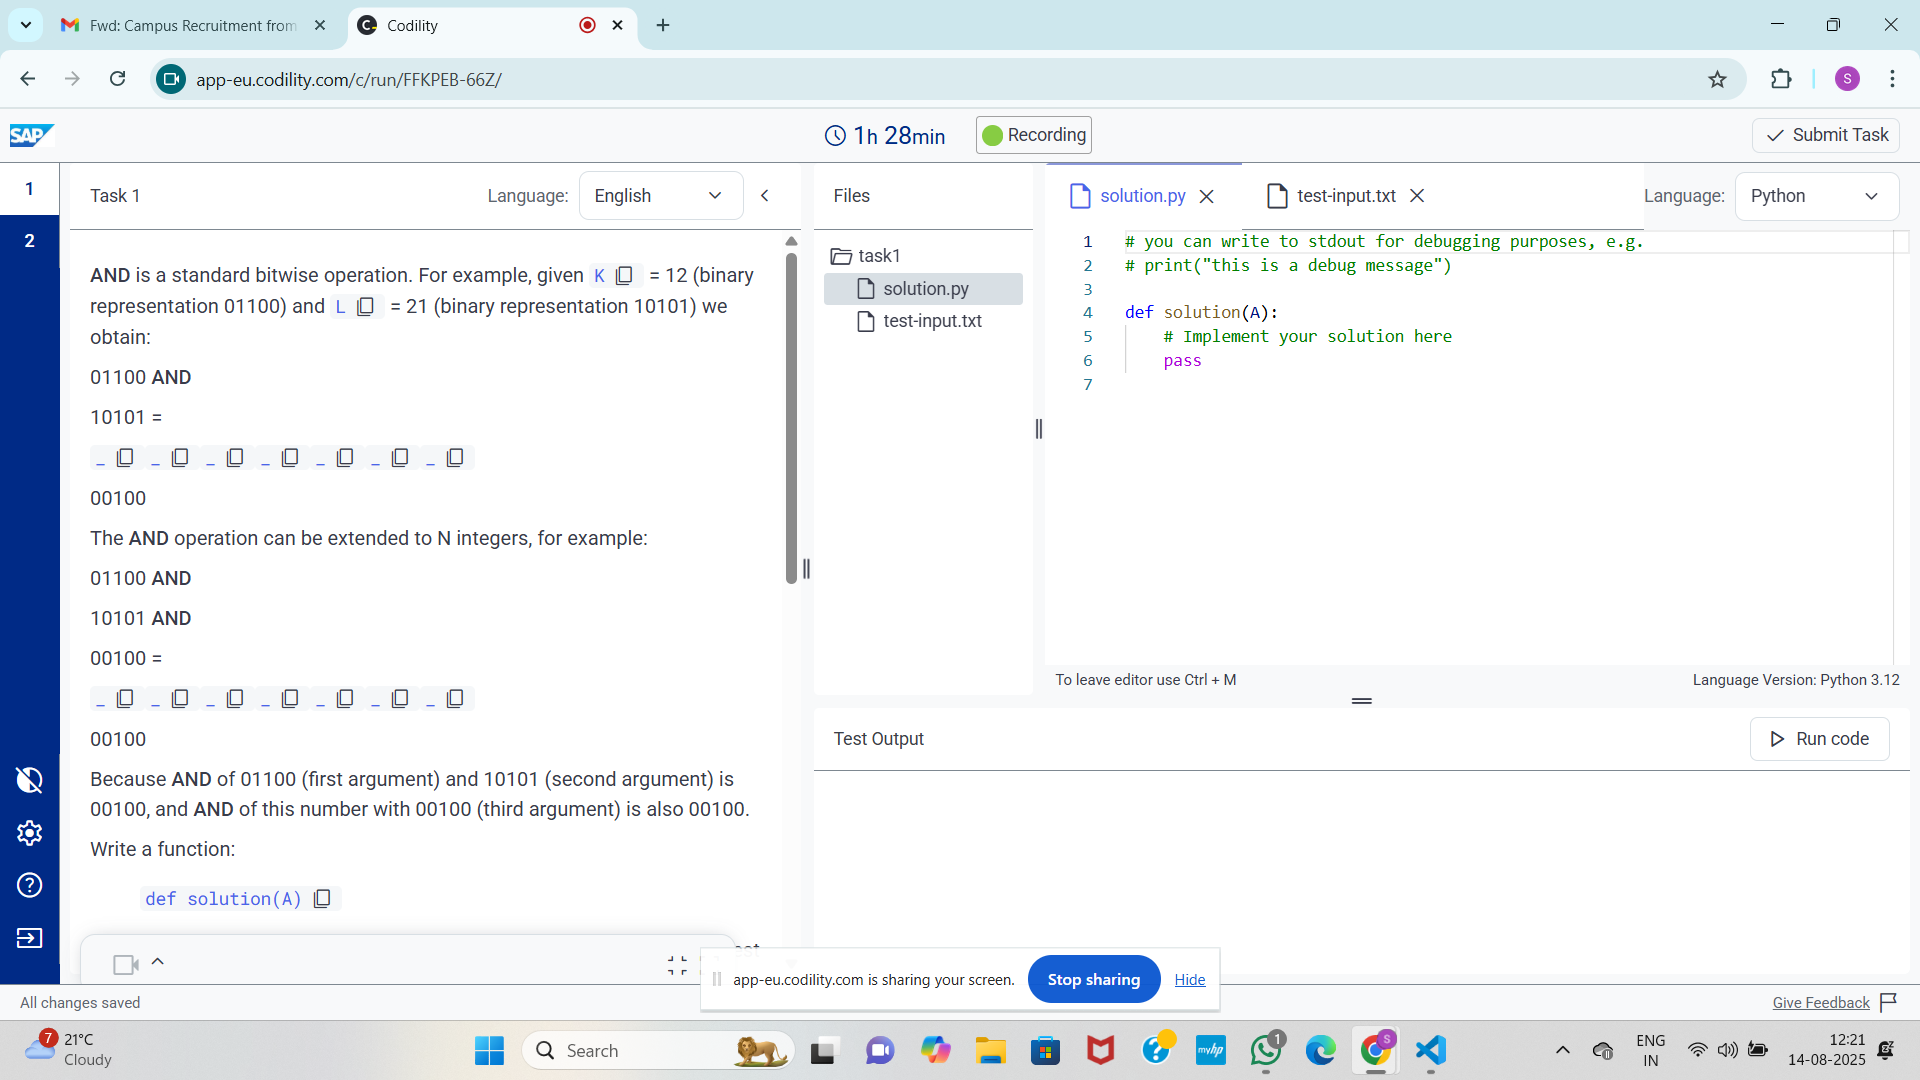 Fwd: Campus Recruitment from
Codility
app-eu.codility.com/c/run/FFKPEB-66Z/
S
SAP
1h 28min
Recording
Submit Task
1
2
Task 1
Language:
English
AND is a standard bitwise operation. For example, given K = 12 (binary
representation 01100) and L = 21 (binary representation 10101) we
obtain:
01100 AND
10101 =
_ _ _ _ _ _ _
00100
The AND operation can be extended to N integers, for example:
01100 AND
10101 AND
00100 =
_ _ _ _ _ _ _
00100
Because AND of 01100 (first argument) and 10101 (second argument) is
00100, and AND of this number with 00100 (third argument) is also 00100.
Write a function:
def solution(A)
Files
task1
solution.py
test-input.txt
solution.py
test-input.txt
Language:
Python
1 # you can write to stdout for debugging purposes, e.g.
2 # print("this is a debug message")
3
4 def solution(A):
5 # Implement your solution here
6 pass
7
To leave editor use Ctrl + M
Language Version: Python 3.12
Test Output
Run code
app-eu.codility.com is sharing your screen.
Stop sharing
Hide
All changes saved
Give Feedback
7
21°C
Cloudy
Search
myhp
1
S
ENG
IN
12:21
14-08-2025